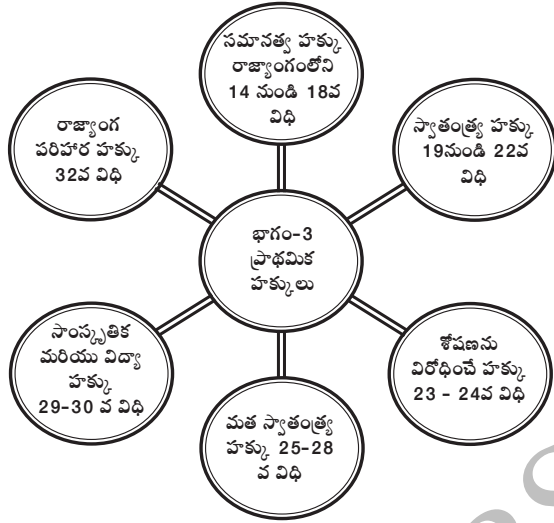 సమానత్వ హక్కు
రాజ్యాంగంలోని
14 నుండి 18వ
విధి
స్వాతంత్ర్య హక్కు
19నుండి 22వ
విధి
శోషణను
విరోధించే హక్కు
23 - 24వ విధి
మత స్వాతంత్ర్య
హక్కు 25-28
వ విధి
సాంస్కృతిక
మరియు విద్యా
హక్కు
29-30 వ విధి
రాజ్యాంగ
పరిహార హక్కు
32వ విధి
భాగం-3
ప్రాథమిక
హక్కులు